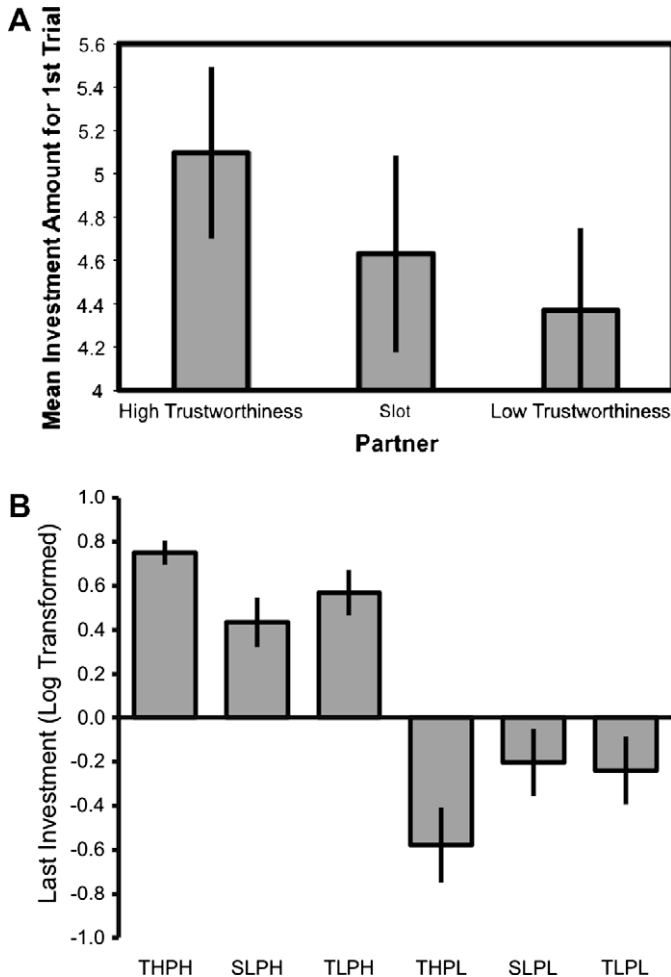 A
Mean Investment Amount for 1st Trial
5.6
5.4
5.2
5
4.8
4.6
4.4
4.2
4
High Trustworthiness
Slot
Low Trustworthiness
Partner
B
Last Investment (Log Transformed)
1.0
0.8
0.6
0.4
0.2
0.0
-0.2
-0.4
-0.6
-0.8
-1.0
THPH
SLPH
TLPH
THPL
SLPL
TLPL